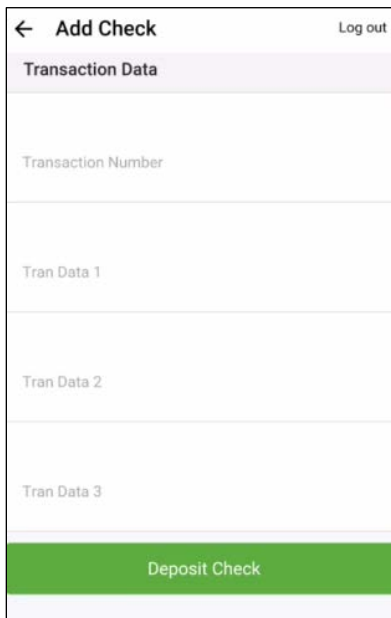 Add Check
Log out
Transaction Data
Transaction Number
Tran Data 1
Tran Data 2
Tran Data 3
Deposit Check